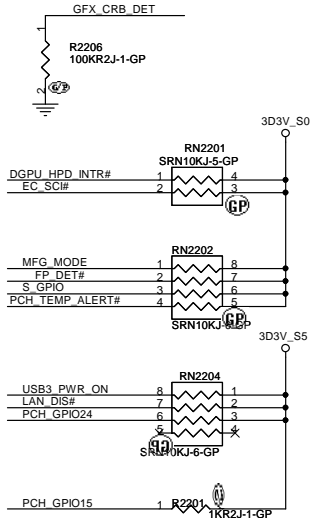 GFX_CRB_DET
1
R2206
100KR2J-1-GP
2
3D3V_S0
RN2201
SRN10KJ-5-GP
DGPU_HPD_INTR# 1 4
EC_SCI# 2 3
GP
RN2202
MFG_MODE 1 8
FP_DET# 2 7
S_GPIO 3 6
PCH_TEMP_ALERT# 4 5
GP
SRN10KJ-6-GP
3D3V_S5
RN2204
USB3_PWR_ON 8 1
LAN_DIS# 7 2
PCH_GPIO24 6 3
5 4
GP
SRN10KJ-6-GP
PCH_GPIO15 1 R2201
1KR2J-1-GP